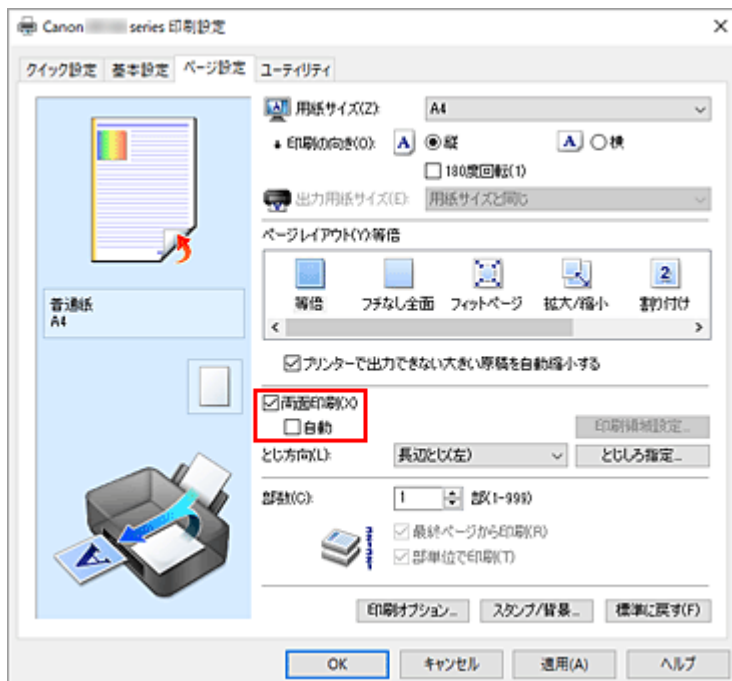 Canon series 印刷設定
クイック設定 基本設定 ページ設定 ユーティリティ
用紙サイズ(Z): A4
印刷の向き(O): A 縦 A 横
180度回転(1)
出力用紙サイズ(E): 用紙サイズと同じ
ページレイアウト(Y):等倍
等倍 フチなし全面 フィットページ 拡大/縮小 2 割り付け
普通紙
A4
プリンターで出力できない大きい原稿を自動縮小する
両面印刷(X)
自動 印刷領域設定...
とじ方向(L): 長辺とじ(左) とじしろ指定...
部数(C): 1 部(1-999)
最終ページから印刷(R)
部単位で印刷(T)
A
印刷オプション... スタンプ/背景... 標準に戻す(F)
OK キャンセル 適用(A) ヘルプ